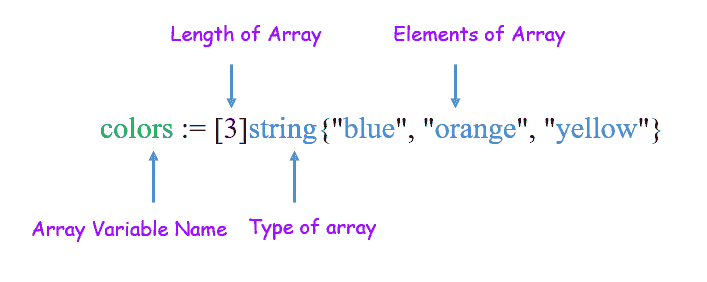 Length of Array Elements of Array
colors := [3]string{"blue", "orange", "yellow"}
Array Variable Name Type of array